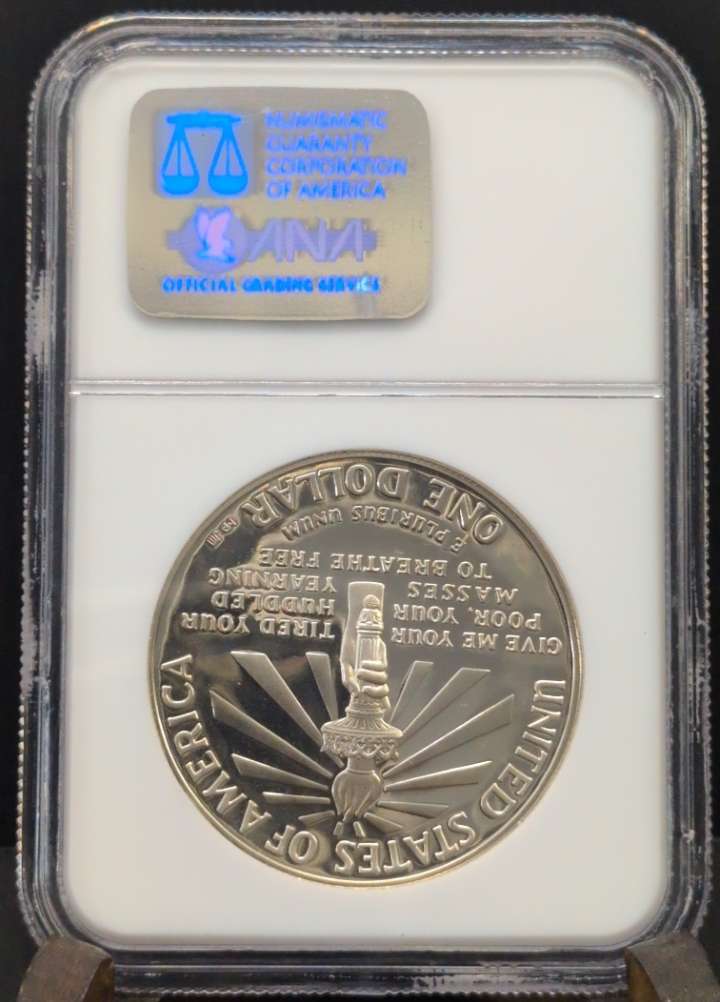 NUMISMATIC
GUARANTY
CORPORATION
OF AMERICA
ANA
OFFICIAL GRADING SERVICE
UNITED STATES OF AMERICA
GIVE ME YOUR TIRED YOUR
POOR, YOUR HUDDLED
MASSES YEARNING
TO BREATHE FREE
E PLURIBUS UNUM
ONE DOLLAR